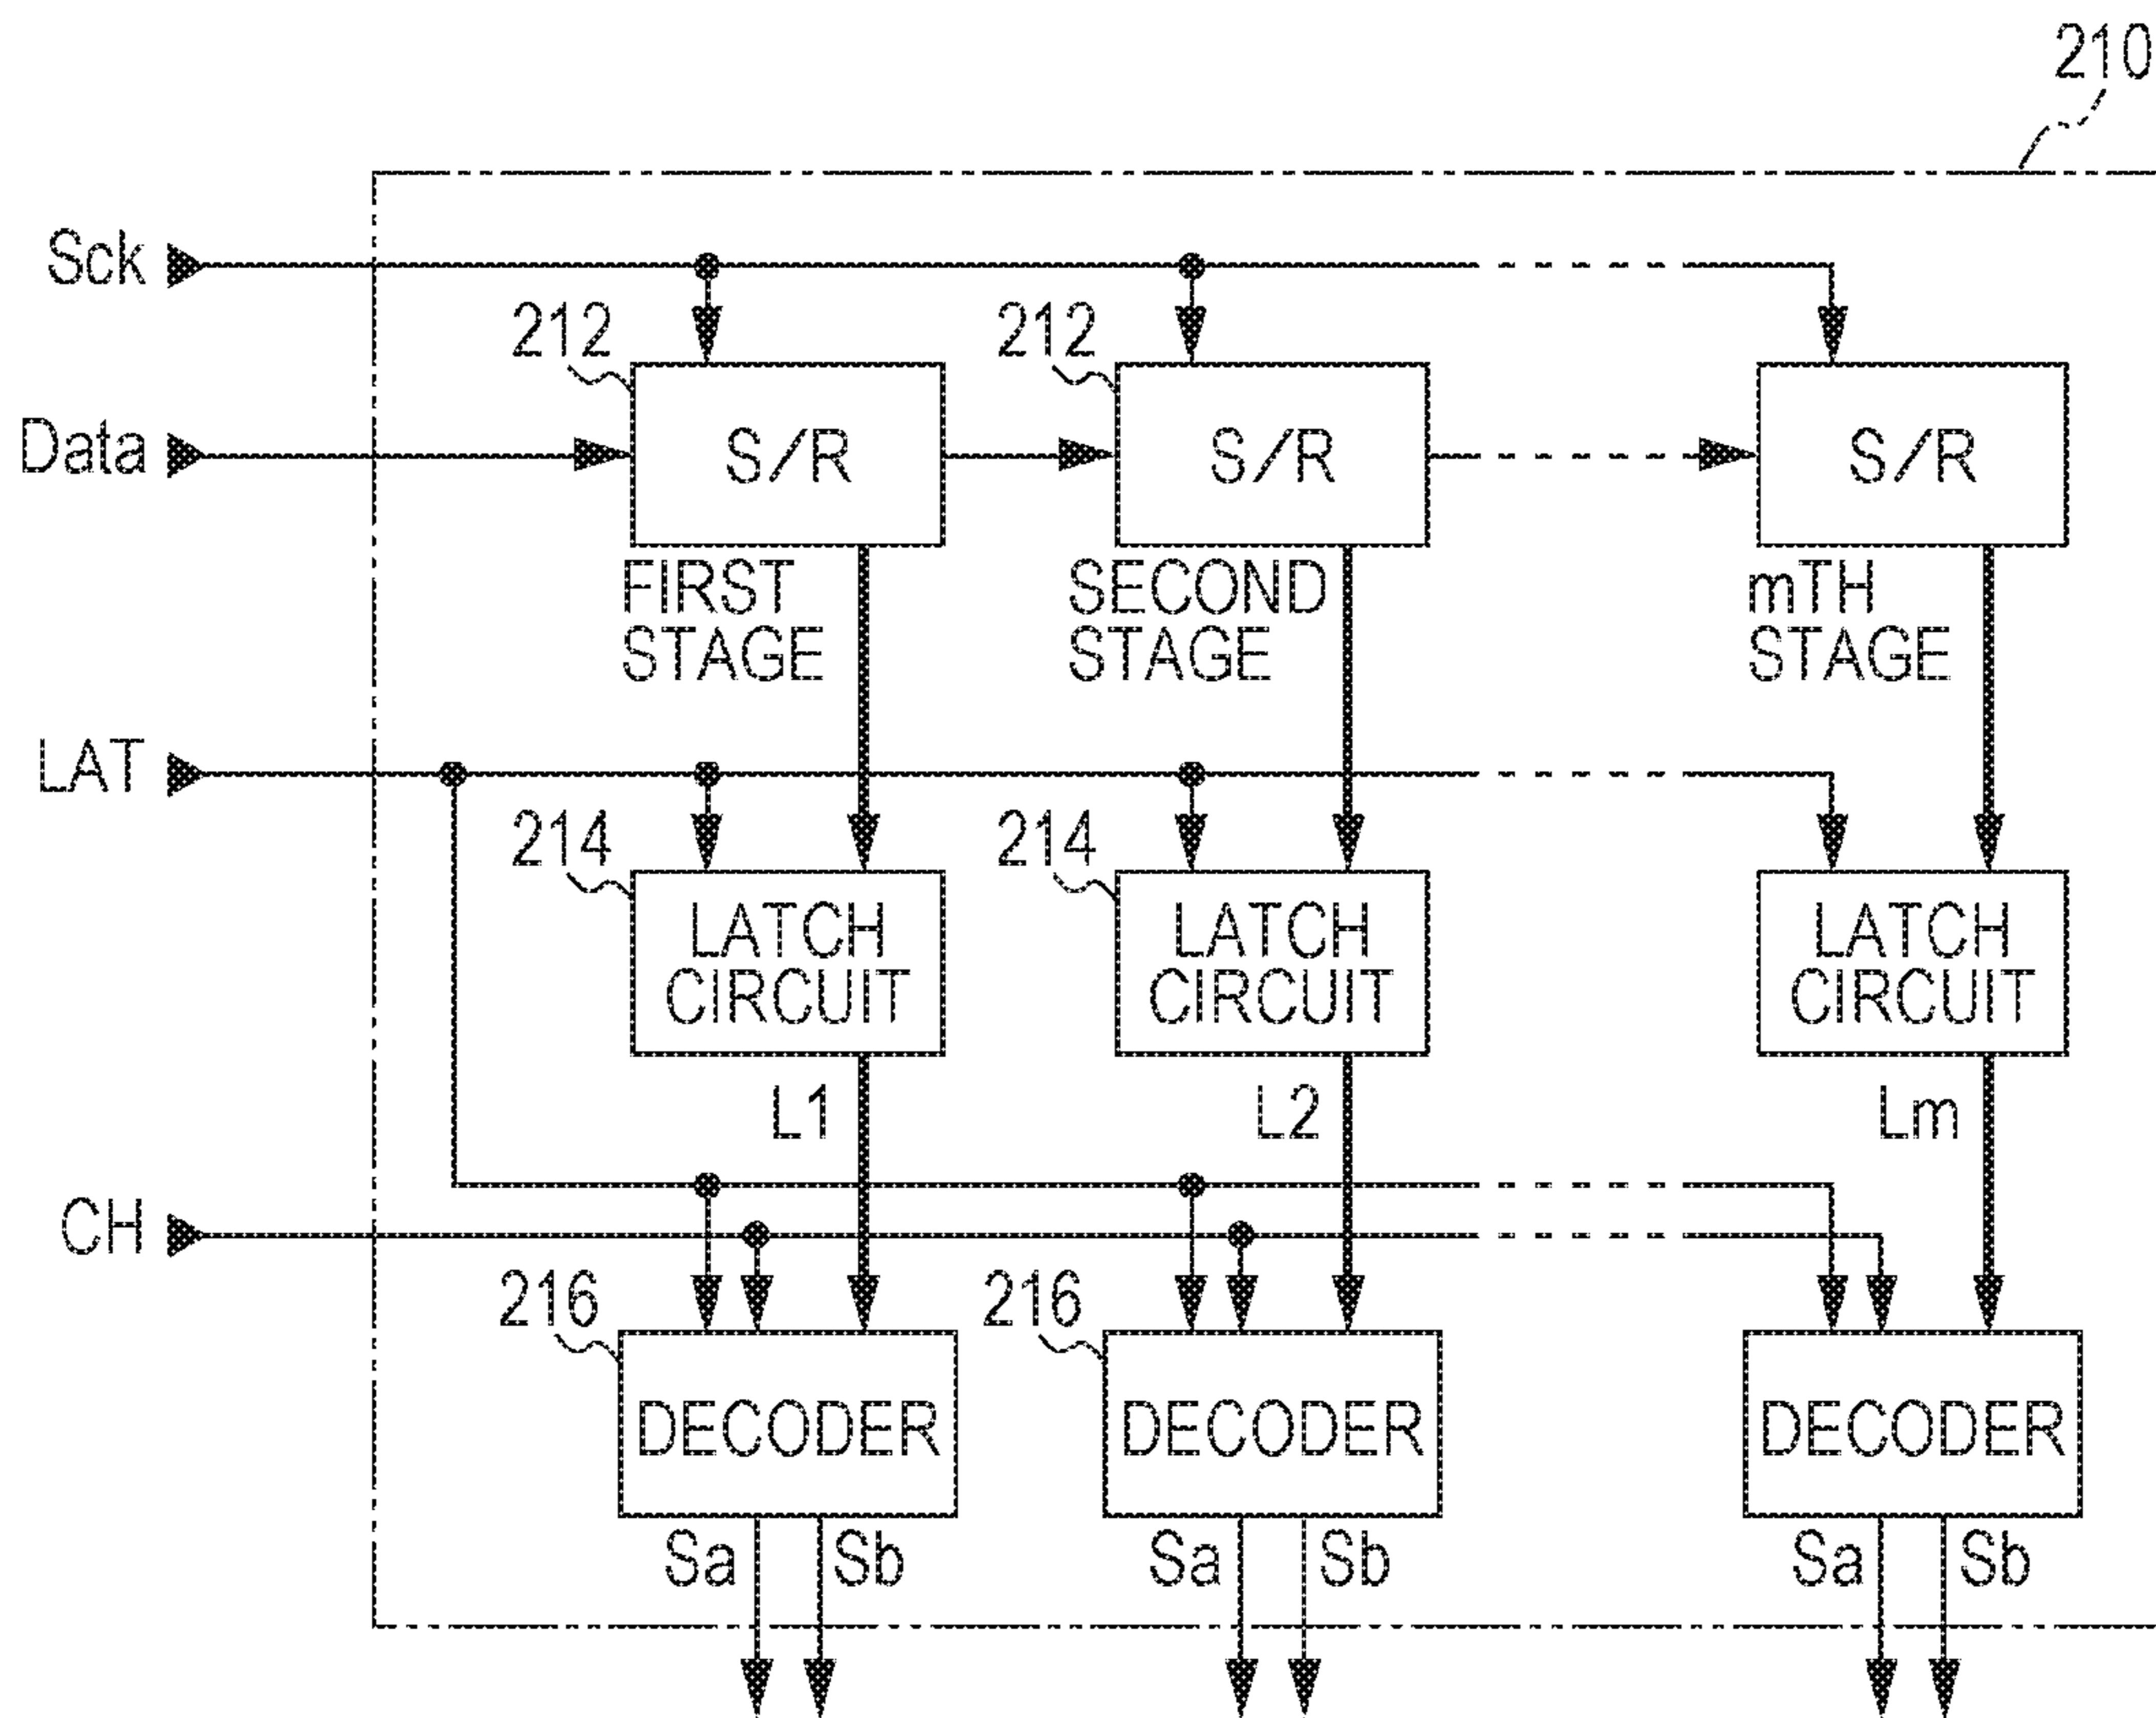 210
Sck
212
212
Data
S/R
S/R
S/R
FIRST
STAGE
SECOND
STAGE
mTH
STAGE
LAT
214
214
LATCH
CIRCUIT
LATCH
CIRCUIT
LATCH
CIRCUIT
L1
L2
Lm
CH
216
216
DECODER
DECODER
DECODER
Sa
Sb
Sa
Sb
Sa
Sb